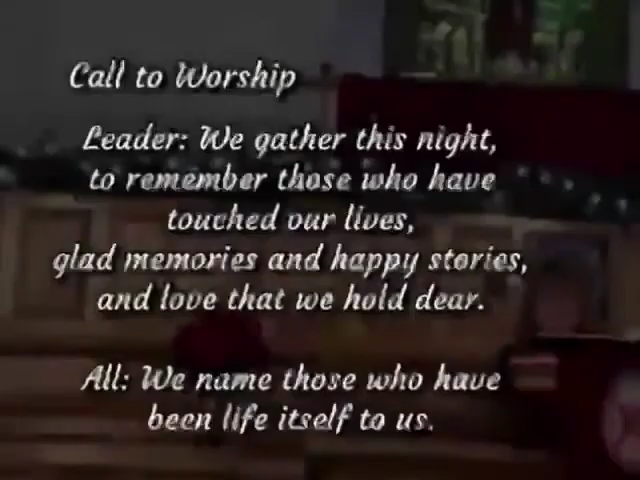 Call to Worship
Leader: We gather this night,
to remember those who have
touched our lives,
glad memories and happy stories,
and love that we hold dear.
All: We name those who have
been life itself to us.